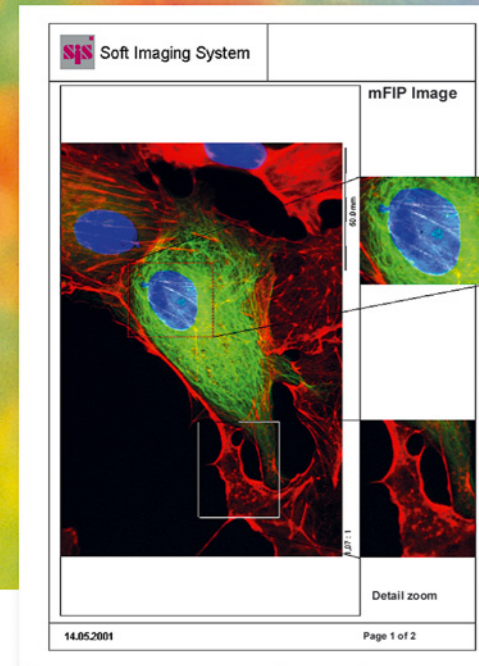 sis Soft Imaging System
mFIP Image
50.0 mm
1,07 : 1
Detail zoom
14.05.2001
Page 1 of 2